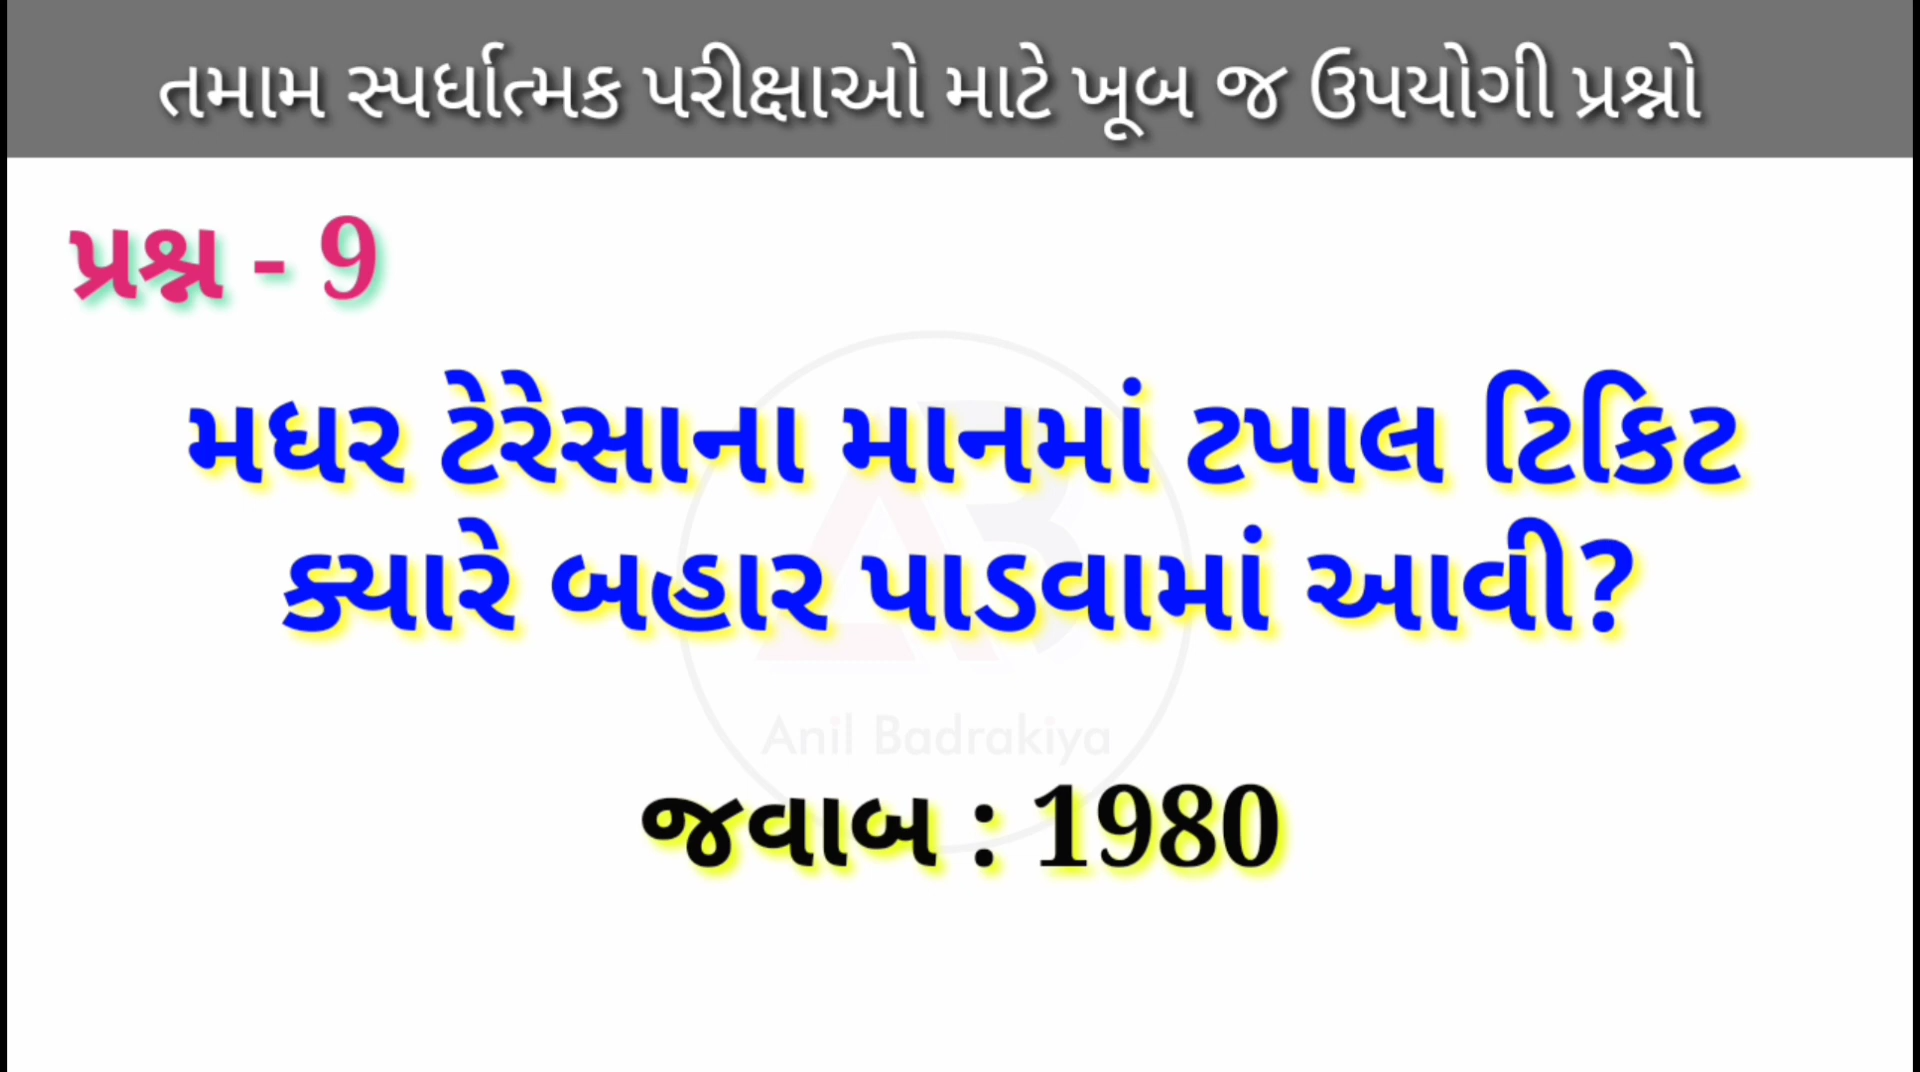 તમામ સ્પર્ધાત્મક પરીક્ષાઓ માટે ખૂબ જ ઉપયોગી પ્રશ્નો
પ્રશ્ન - 9
મધર ટેરેસાના માનમાં ટપાલ ટિકિટ
ક્યારે બહાર પાડવામાં આવી?
Anil Badrakiya
જવાબ : 1980